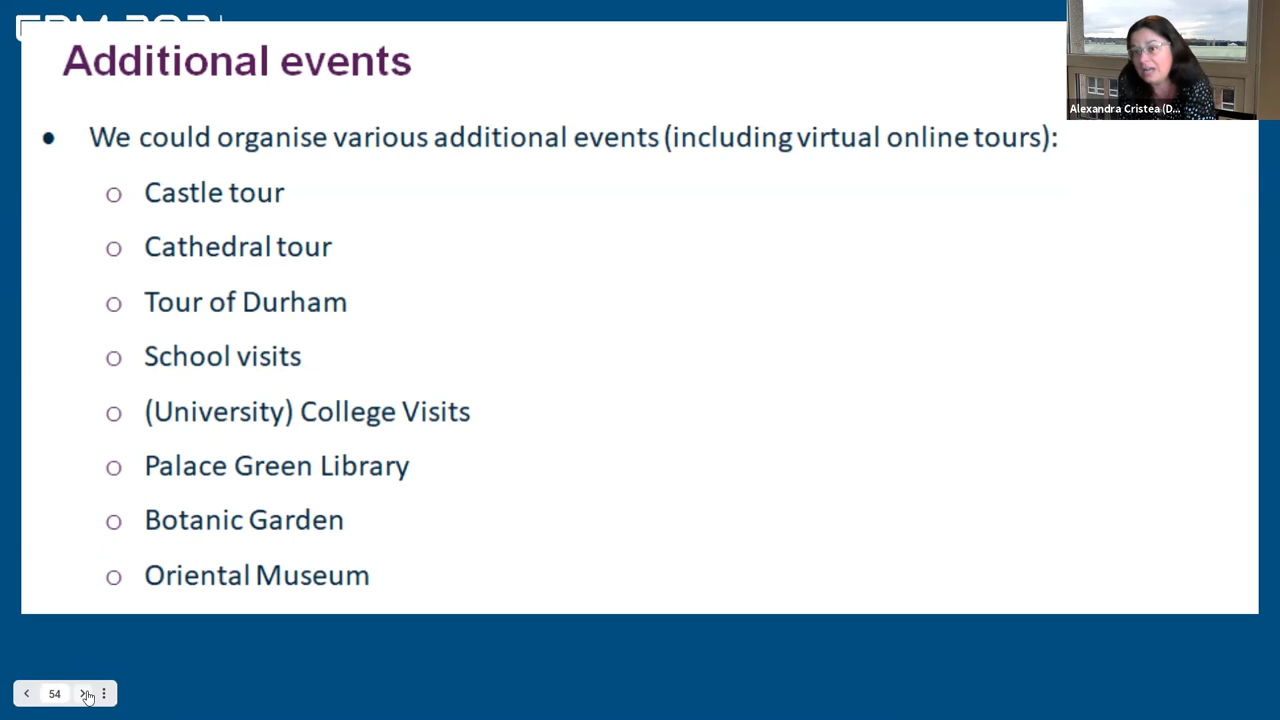 Additional events
Alexandra Cristea (D...
• We could organise various additional events (including virtual online tours):
o Castle tour
o Cathedral tour
o Tour of Durham
o School visits
o (University) College Visits
o Palace Green Library
o Botanic Garden
o Oriental Museum
54